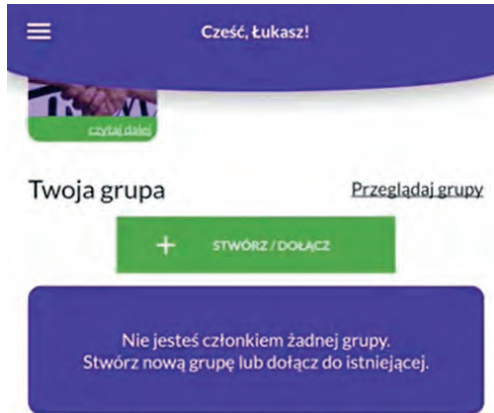 Cześć, Łukasz!
czytaj dalej
Twoja grupa
Przeglądaj grupy
+ STWÓRZ / DOŁĄCZ
Nie jesteś członkiem żadnej grupy.
Stwórz nową grupę lub dołącz do istniejącej.